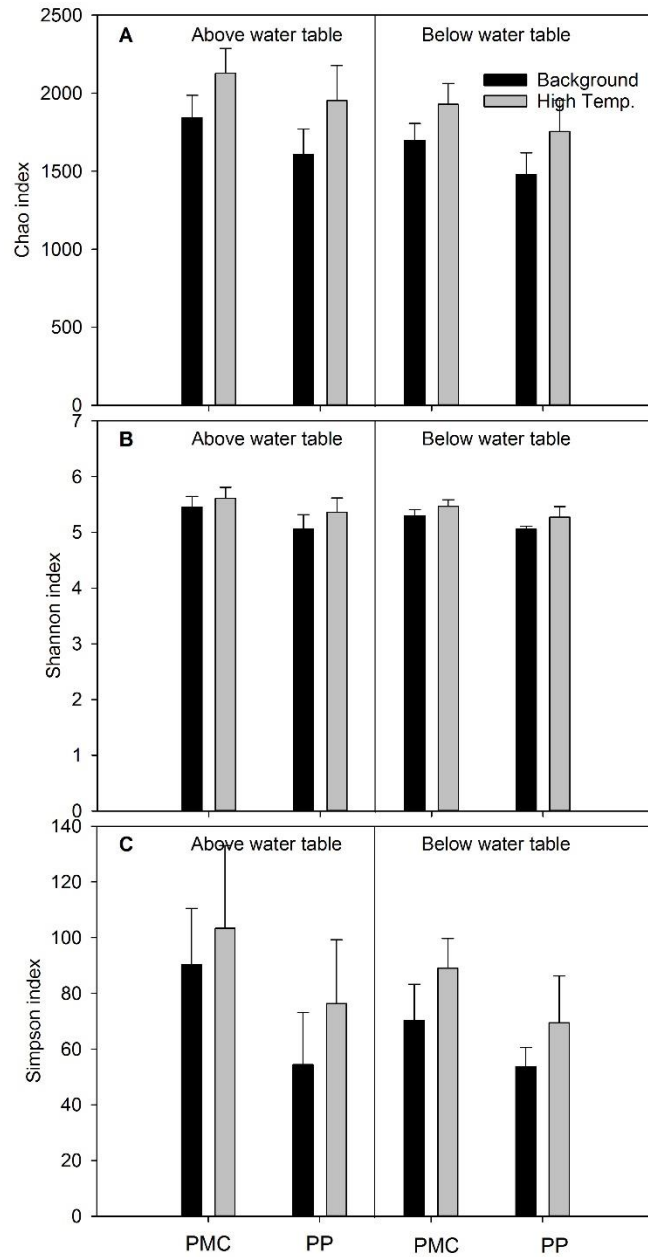 A Above water table Below water table
Background
High Temp.
2500
2000
1500
1000
500
0
Chao index
B Above water table Below water table
7
6
5
4
3
2
1
0
Shannon index
C Above water table Below water table
140
120
100
80
60
40
20
0
Simpson index
PMC PP PMC PP